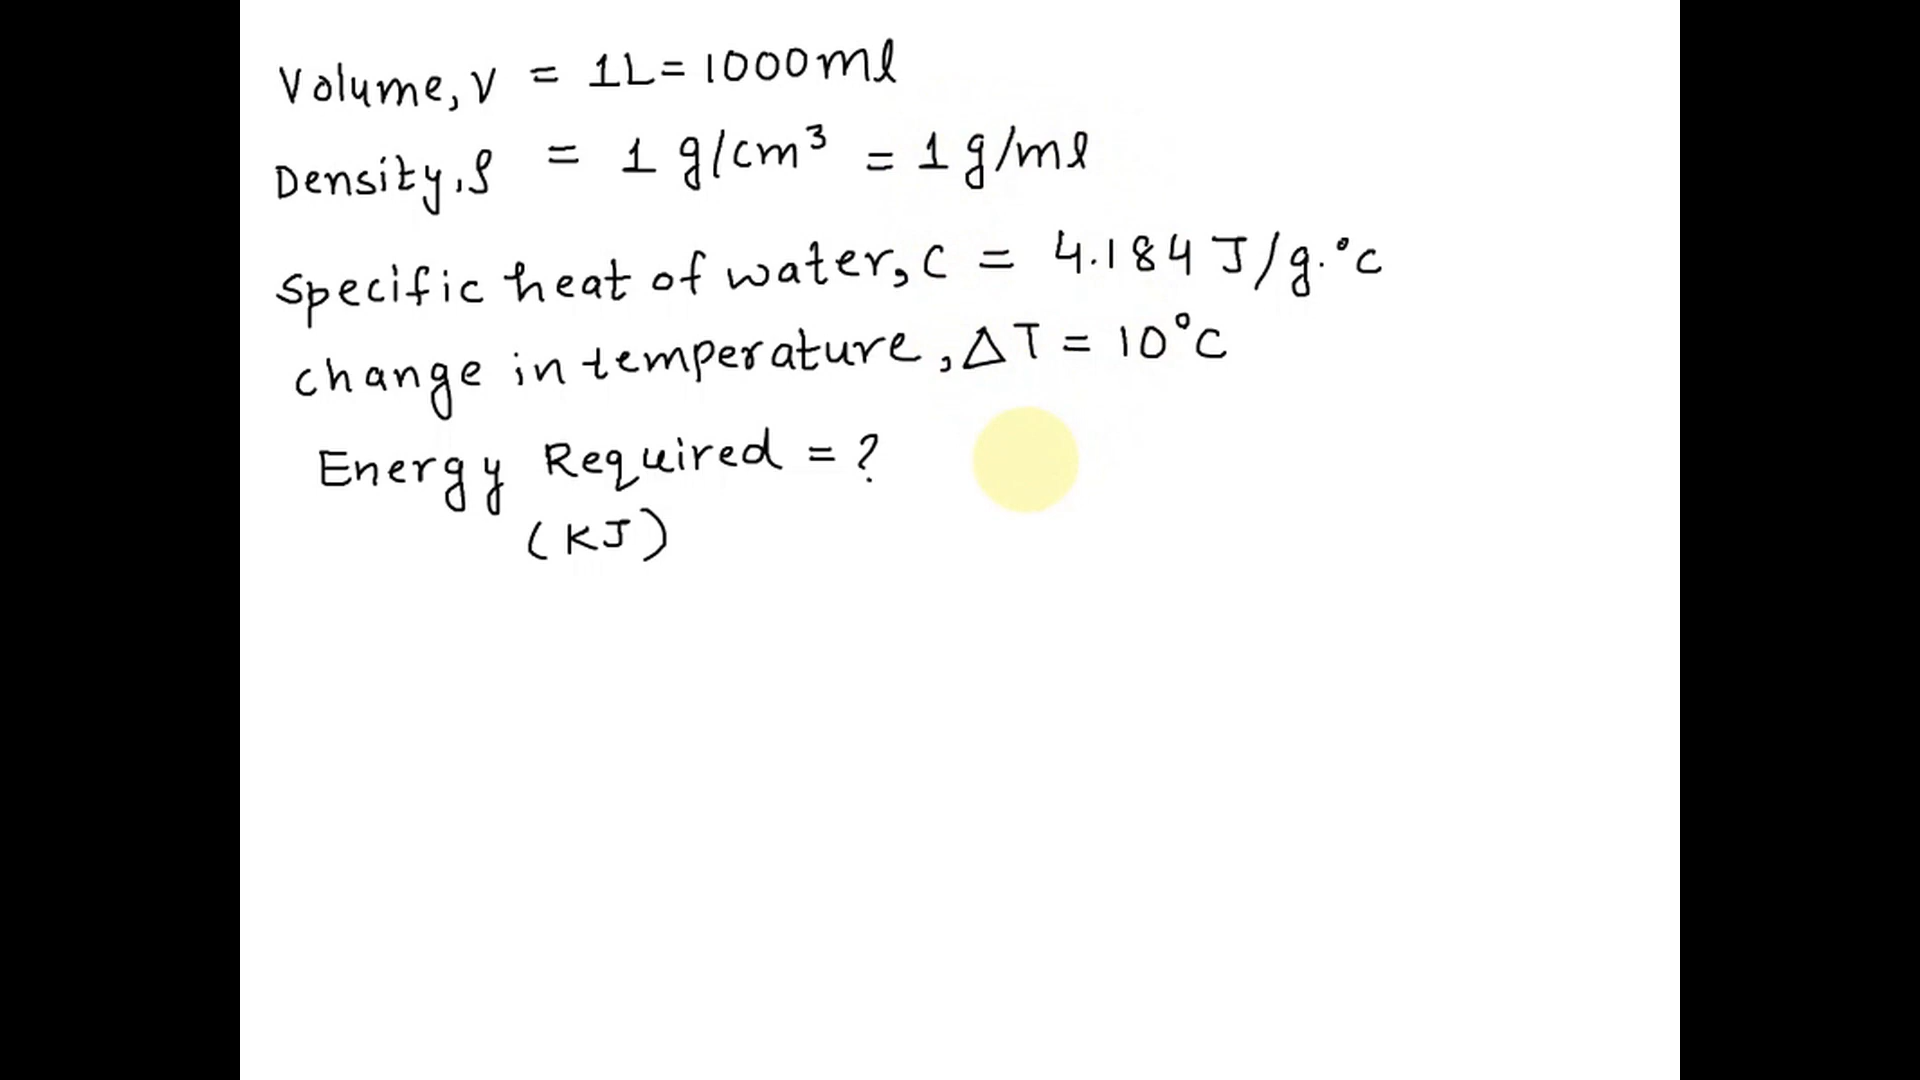 Volume, V = 1L = 1000ml
Density, ρ = 1 g/cm³ = 1 g/ml
specific heat of water, C = 4.184 J/g.°c
change in temperature, ΔT = 10°C
Energy Required = ?
(KJ)